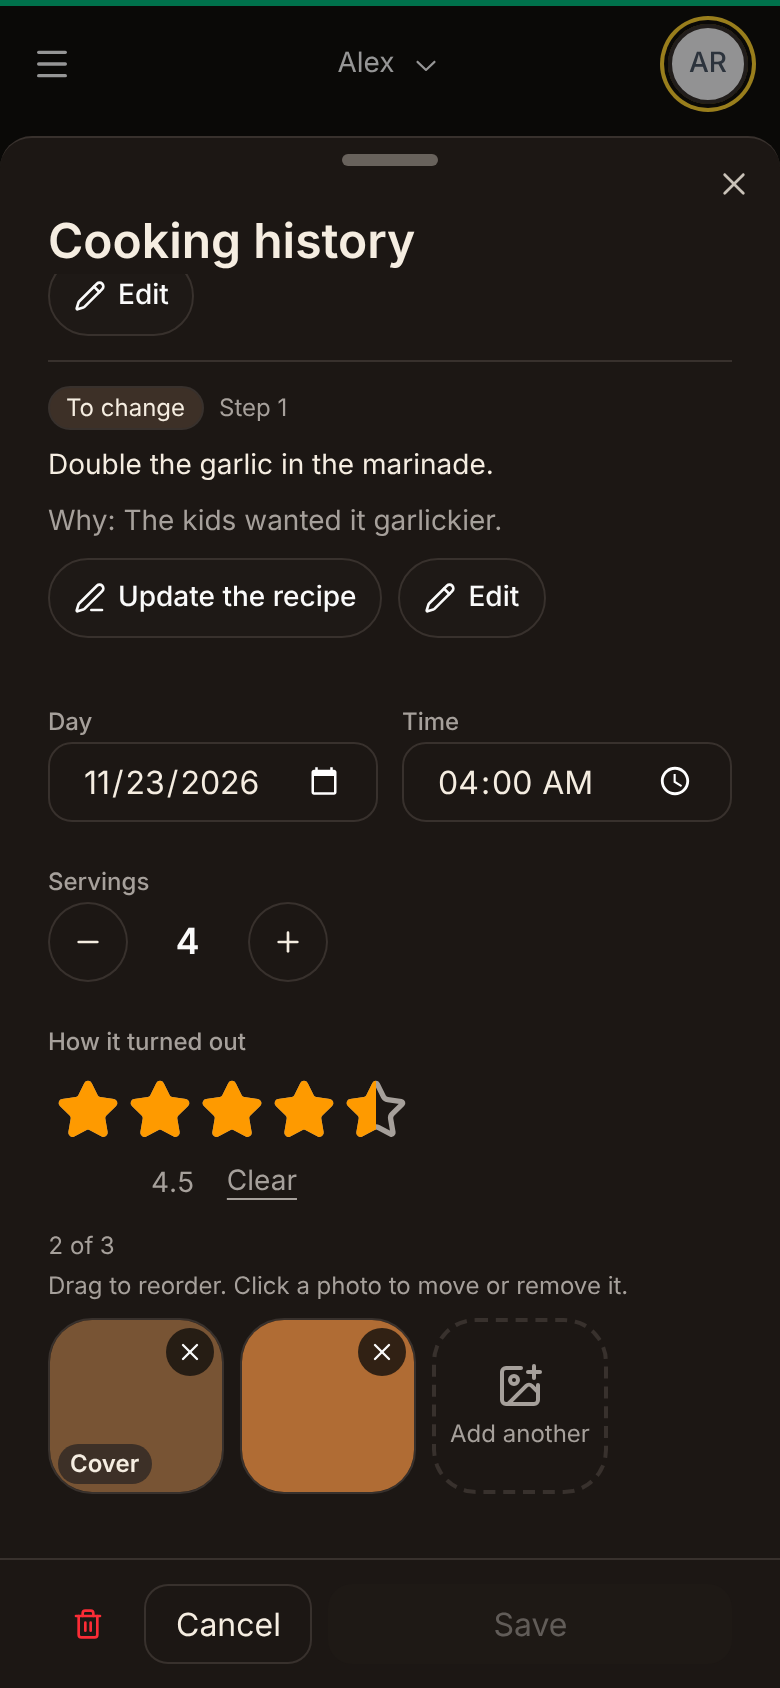 Alex
AR
Cooking history
Edit
To change Step 1
Double the garlic in the marinade.
Why: The kids wanted it garlickier.
Update the recipe Edit
Day Time
11/23/2026 04:00 AM
Servings
4
How it turned out
4.5 Clear
2 of 3
Drag to reorder. Click a photo to move or remove it.
Add another
Cover
Cancel Save